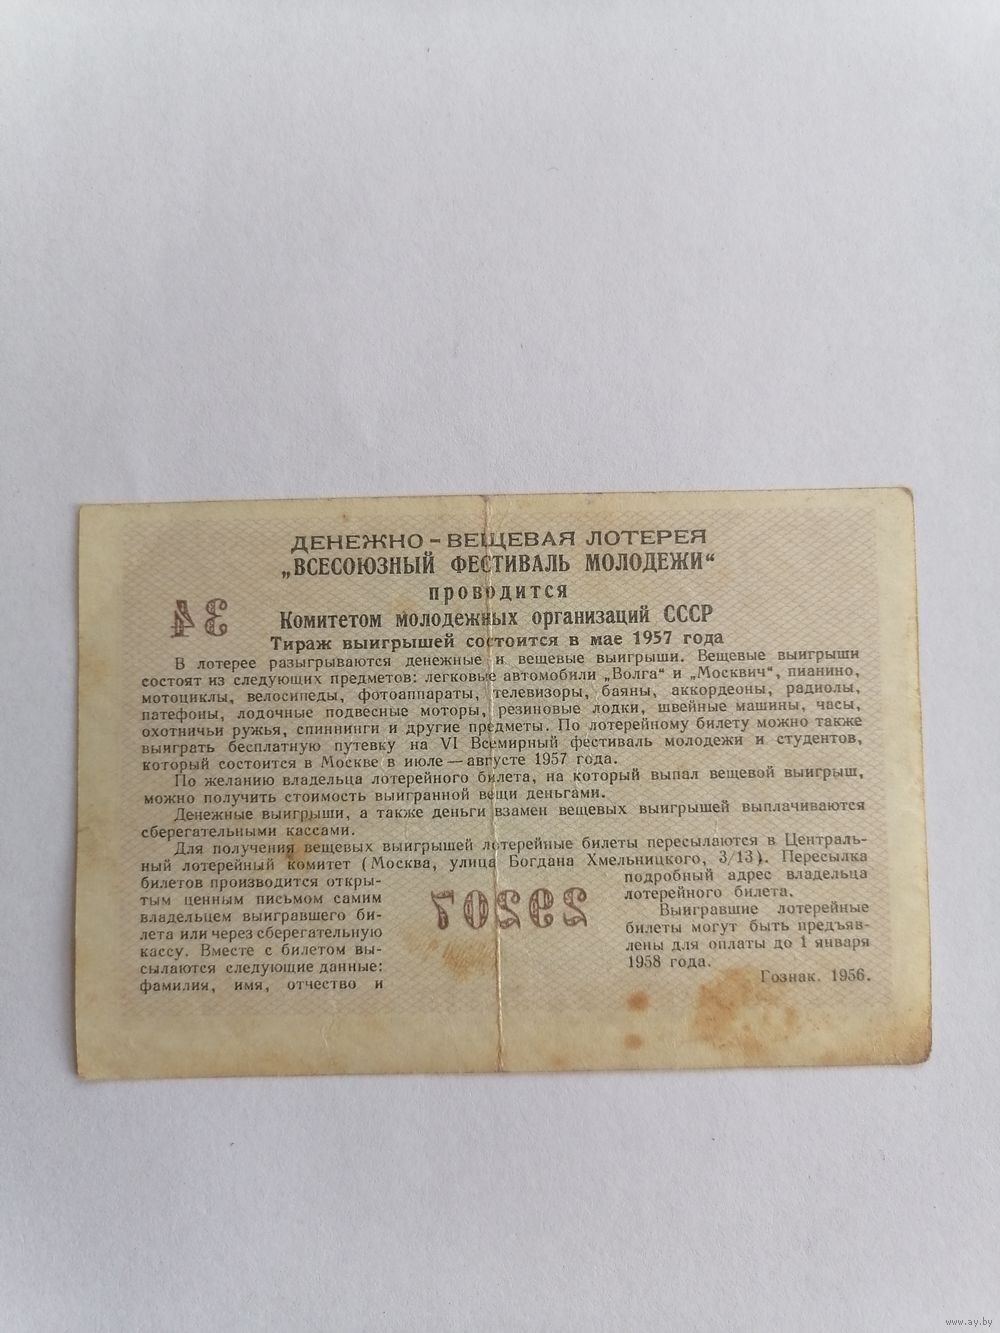 ДЕНЕЖНО-ВЕЩЕВАЯ ЛОТЕРЕЯ
„ВСЕСОЮЗНЫЙ ФЕСТИВАЛЬ МОЛОДЕЖИ“
проводится
Комитетом молодежных организаций СССР
Тираж выигрышей состоится в мае 1957 года
34
В лотерее разыгрываются денежные и вещевые выигрыши. Вещевые выигрыши
состоят из следующих предметов: легковые автомобили „Волга“ и „Москвич“, пианино,
мотоциклы, велосипеды, фотоаппараты, телевизоры, баяны, аккордеоны, радиолы,
патефоны, лодочные подвесные моторы, резиновые лодки, швейные машины, часы,
охотничьи ружья, спиннинги и другие предметы. По лотерейному билету можно также
выиграть бесплатную путевку на VI Всемирный фестиваль молодежи и студентов,
который состоится в Москве в июле — августе 1957 года.
По желанию владельца лотерейного билета, на который выпал вещевой выигрыш,
можно получить стоимость выигранной вещи деньгами.
Денежные выигрыши, а также деньги взамен вещевых выигрышей выплачиваются
сберегательными кассами.
Для получения вещевых выигрышей лотерейные билеты пересылаются в Централь-
ный лотерейный комитет (Москва, улица Богдана Хмельницкого, 3/13). Пересылка
билетов производится откры-
тым ценным письмом самим
владельцем выигравшего би-
лета или через сберегательную
кассу. Вместе с билетом вы-
сылаются следующие данные:
фамилия, имя, отчество и
29207
подробный адрес владельца
лотерейного билета.
Выигравшие лотерейные
билеты могут быть предъяв-
лены для оплаты до 1 января
1958 года.
Гознак. 1956.
www.ay.by